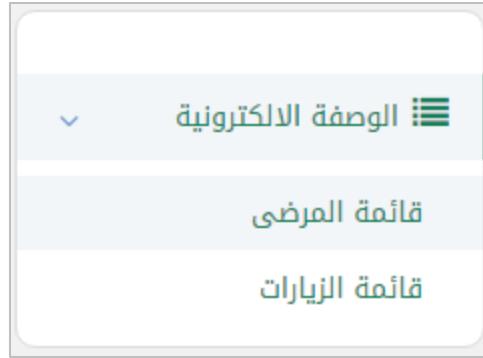 الوصفة الالكترونية
قائمة المرضى
قائمة الزيارات